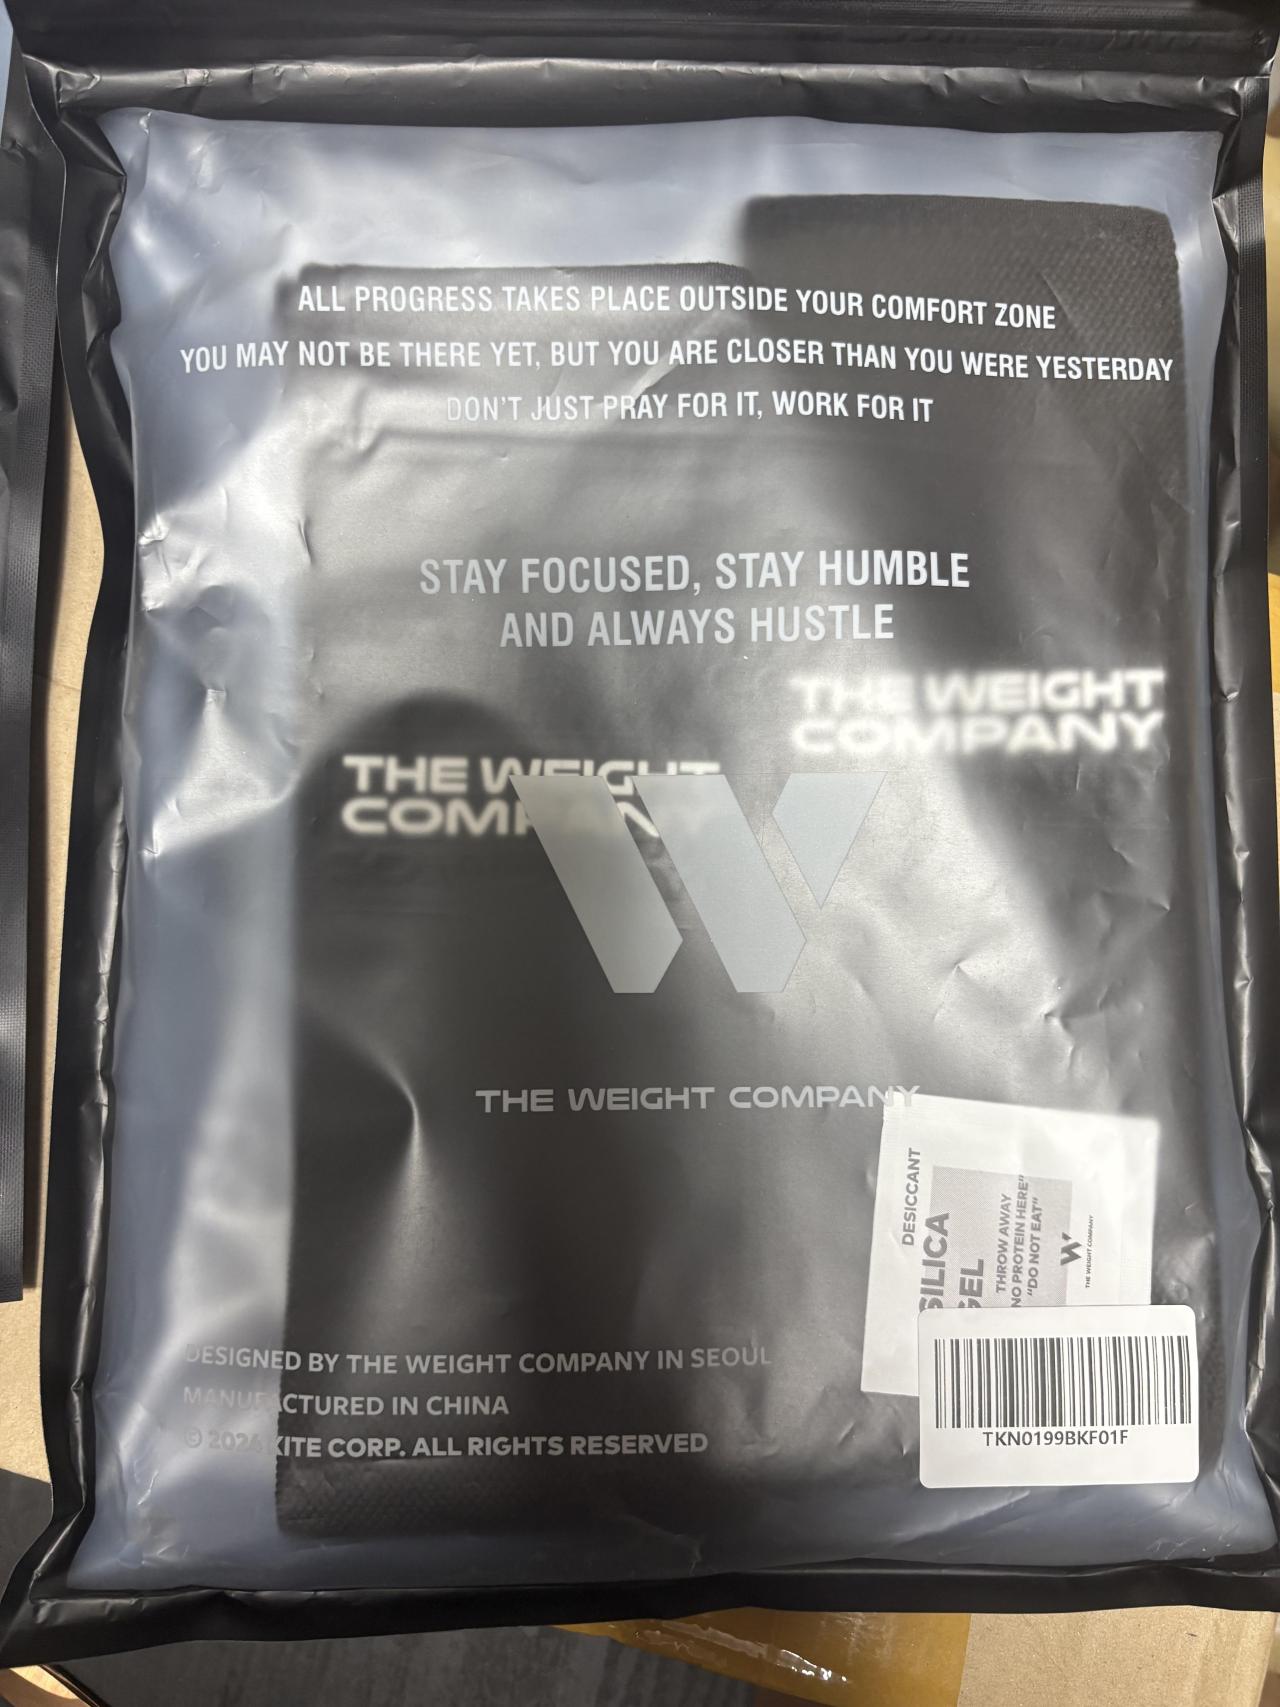 ALL PROGRESS TAKES PLACE OUTSIDE YOUR COMFORT ZONE
YOU MAY NOT BE THERE YET, BUT YOU ARE CLOSER THAN YOU WERE YESTERDAY
DON'T JUST PRAY FOR IT, WORK FOR IT
STAY FOCUSED, STAY HUMBLE
AND ALWAYS HUSTLE
THE WEIGHT
COMPANY
THE WEIGHT
COMPANY
THE WEIGHT COMPANY
DESICCANT
SILICA
GEL
THROW AWAY
NO PROTEIN HERE"
"DO NOT EAT"
W
THE WEIGHT COMPANY
DESIGNED BY THE WEIGHT COMPANY IN SEOUL
MANUFACTURED IN CHINA
© 2024 KITE CORP. ALL RIGHTS RESERVED
TKN0199BKF01F